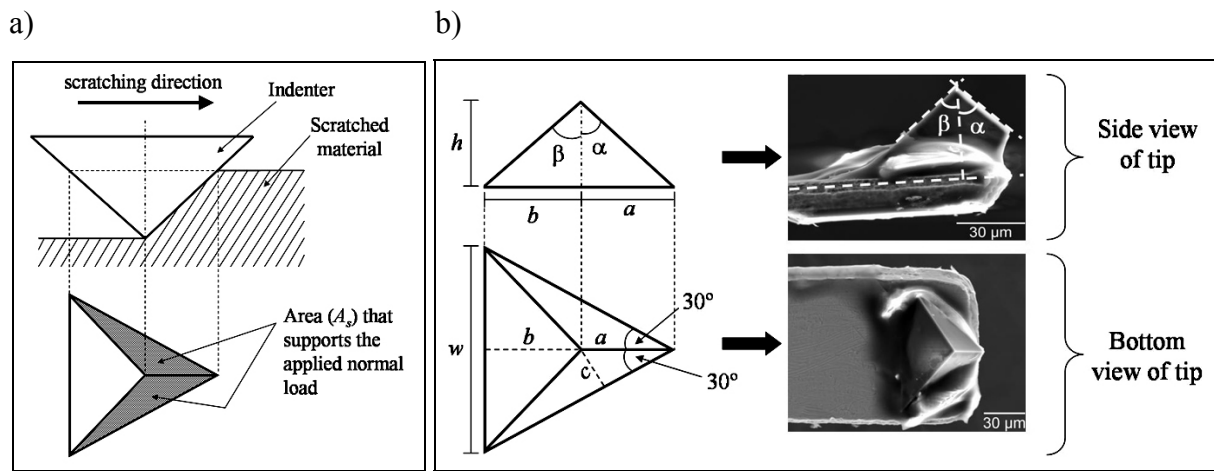 a)
b)
scratching direction
Indenter
Scratched
material
Area (Aₛ) that
supports the
applied normal
load
h
β α
b a
w
b a
c
30º
30º
β α
30 µm
30 µm
Side view
of tip
Bottom
view of tip